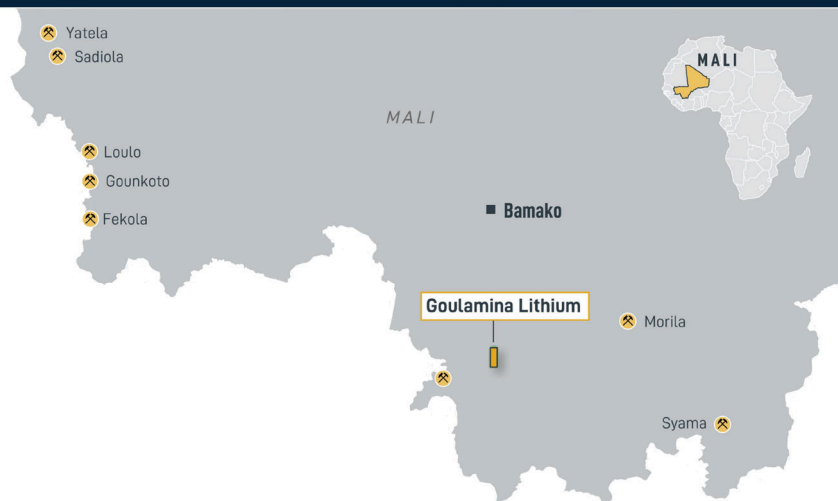 Yatela
Sadiola
MALI
MALI
Loulo
Gounkoto
Fekola
Bamako
Goulamina Lithium
Morila
Syama